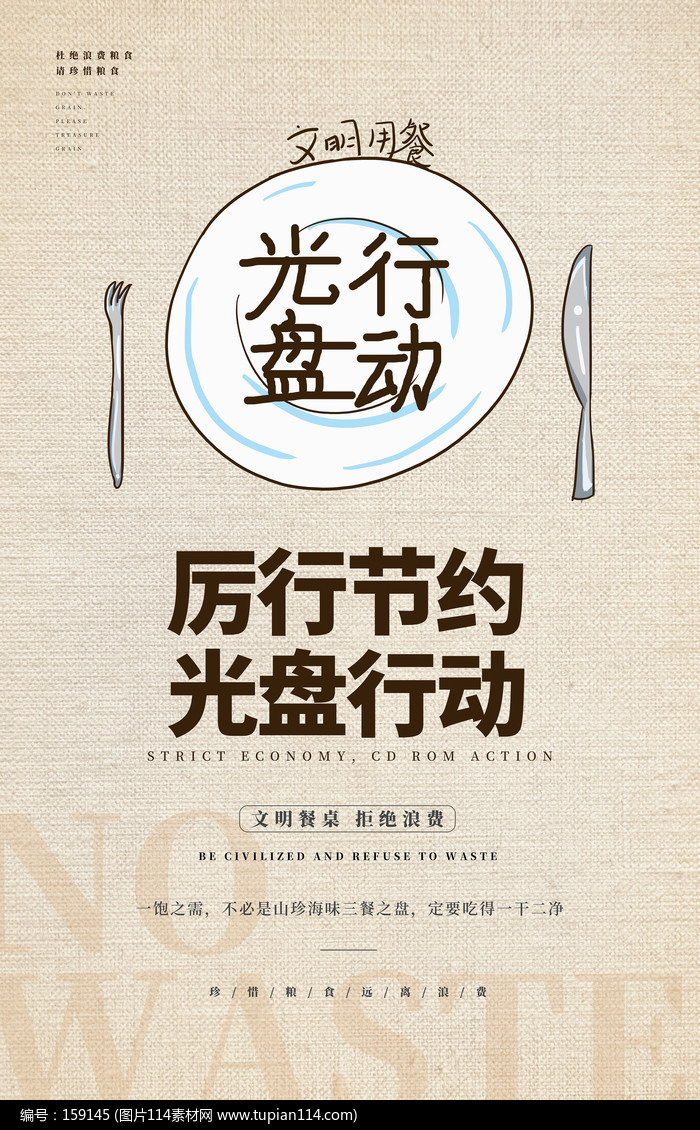 杜绝浪费粮食
请珍惜粮食
DON'T WASTE
GRAIN
PLEASE
TREASURE
GRAIN
文明用餐
光行
盘动
厉行节约
光盘行动
STRICT ECONOMY, CD ROM ACTION
文明餐桌 拒绝浪费
BE CIVILIZED AND REFUSE TO WASTE
一饱之需，不必是山珍海味三餐之盘，定要吃得一干二净
珍/惜/粮/食/远/离/浪/费
NO
WASTE
编号：159145 (图片114素材网 www.tupian114.com)